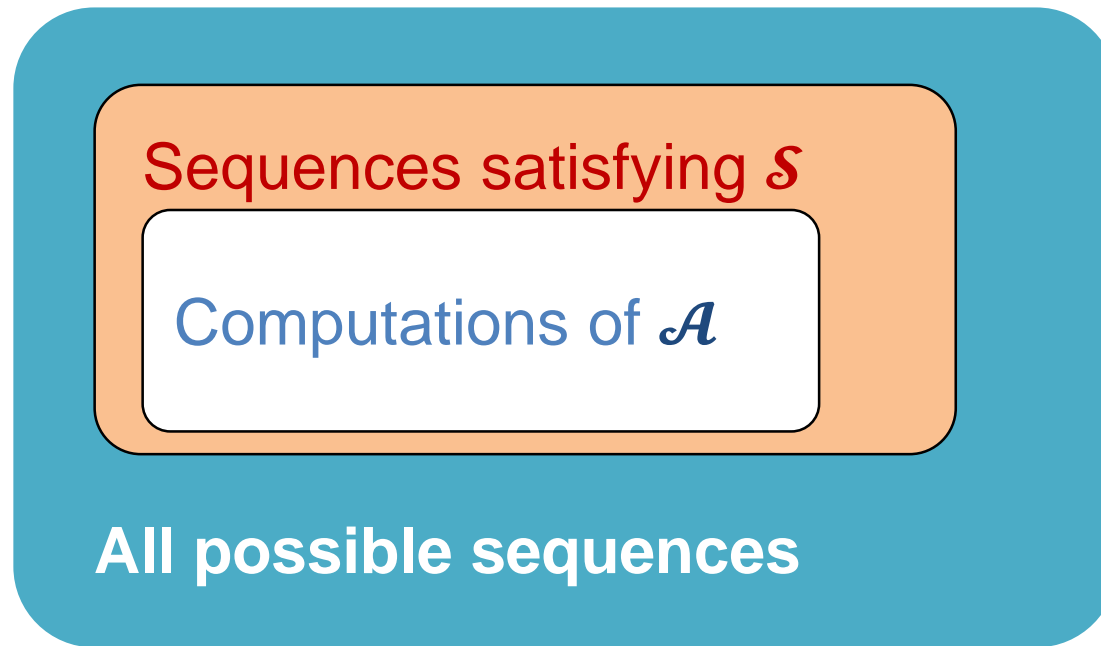 Sequences satisfying 𝓢
Computations of 𝓐
All possible sequences